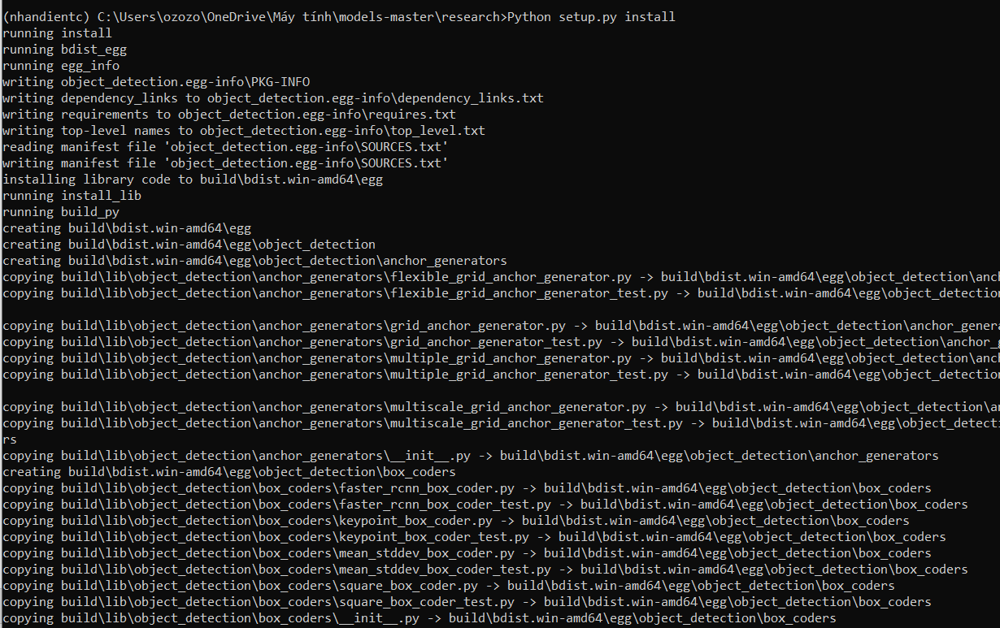 (nhandientc) C:\Users\ozozo\OneDrive\Máy tính\models-master\research>Python setup.py install
running install
running bdist_egg
running egg_info
writing object_detection.egg-info\PKG-INFO
writing dependency_links to object_detection.egg-info\dependency_links.txt
writing requirements to object_detection.egg-info\requires.txt
writing top-level names to object_detection.egg-info\top_level.txt
reading manifest file 'object_detection.egg-info\SOURCES.txt'
writing manifest file 'object_detection.egg-info\SOURCES.txt'
installing library code to build\bdist.win-amd64\egg
running install_lib
running build_py
creating build\bdist.win-amd64\egg
creating build\bdist.win-amd64\egg\object_detection
creating build\bdist.win-amd64\egg\object_detection\anchor_generators
copying build\lib\object_detection\anchor_generators\flexible_grid_anchor_generator.py -> build\bdist.win-amd64\egg\object_detection\anch
copying build\lib\object_detection\anchor_generators\flexible_grid_anchor_generator_test.py -> build\bdist.win-amd64\egg\object_detection
copying build\lib\object_detection\anchor_generators\grid_anchor_generator.py -> build\bdist.win-amd64\egg\object_detection\anchor_genera
copying build\lib\object_detection\anchor_generators\grid_anchor_generator_test.py -> build\bdist.win-amd64\egg\object_detection\anchor_g
copying build\lib\object_detection\anchor_generators\multiple_grid_anchor_generator.py -> build\bdist.win-amd64\egg\object_detection\anch
copying build\lib\object_detection\anchor_generators\multiple_grid_anchor_generator_test.py -> build\bdist.win-amd64\egg\object_detection
copying build\lib\object_detection\anchor_generators\multiscale_grid_anchor_generator.py -> build\bdist.win-amd64\egg\object_detection\an
copying build\lib\object_detection\anchor_generators\multiscale_grid_anchor_generator_test.py -> build\bdist.win-amd64\egg\object_detecti
rs
copying build\lib\object_detection\anchor_generators\__init__.py -> build\bdist.win-amd64\egg\object_detection\anchor_generators
creating build\bdist.win-amd64\egg\object_detection\box_coders
copying build\lib\object_detection\box_coders\faster_rcnn_box_coder.py -> build\bdist.win-amd64\egg\object_detection\box_coders
copying build\lib\object_detection\box_coders\faster_rcnn_box_coder_test.py -> build\bdist.win-amd64\egg\object_detection\box_coders
copying build\lib\object_detection\box_coders\keypoint_box_coder.py -> build\bdist.win-amd64\egg\object_detection\box_coders
copying build\lib\object_detection\box_coders\keypoint_box_coder_test.py -> build\bdist.win-amd64\egg\object_detection\box_coders
copying build\lib\object_detection\box_coders\mean_stddev_box_coder.py -> build\bdist.win-amd64\egg\object_detection\box_coders
copying build\lib\object_detection\box_coders\mean_stddev_box_coder_test.py -> build\bdist.win-amd64\egg\object_detection\box_coders
copying build\lib\object_detection\box_coders\square_box_coder.py -> build\bdist.win-amd64\egg\object_detection\box_coders
copying build\lib\object_detection\box_coders\square_box_coder_test.py -> build\bdist.win-amd64\egg\object_detection\box_coders
copying build\lib\object_detection\box_coders\__init__.py -> build\bdist.win-amd64\egg\object_detection\box_coders